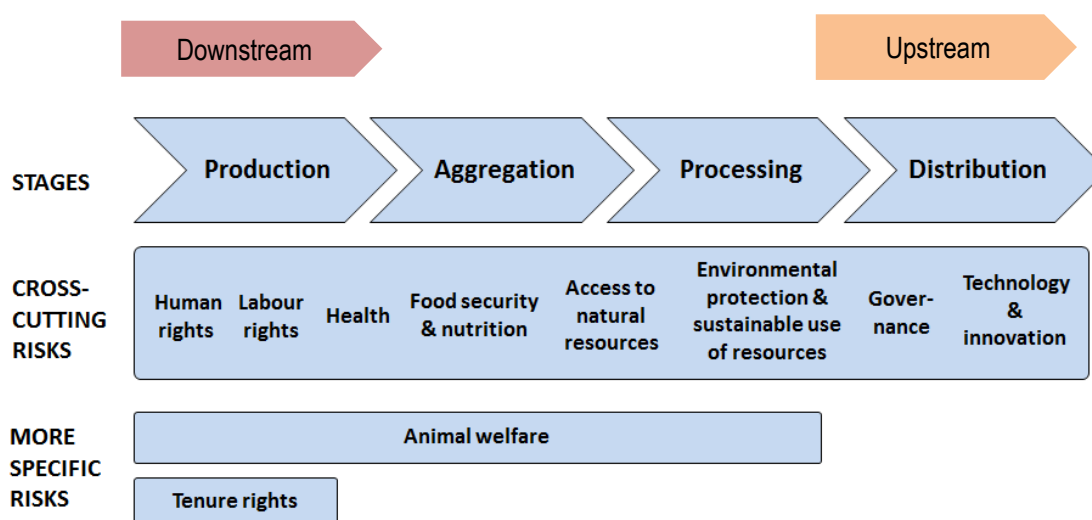 Downstream
Upstream
STAGES
Production
Aggregation
Processing
Distribution
CROSS-
CUTTING
RISKS
Human
rights
Labour
rights
Health
Food security
& nutrition
Access to
natural
resources
Environmental
protection &
sustainable use
of resources
Gover-
nance
Technology
&
innovation
MORE
SPECIFIC
RISKS
Animal welfare
Tenure rights